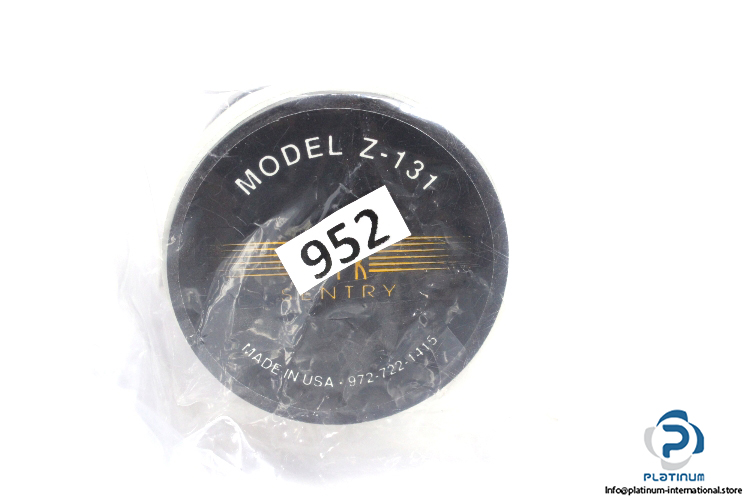 MODEL Z-131
952
SENTRY
MADE IN USA - 972-722-1415
PLATINUM
Info@platinum-international.store